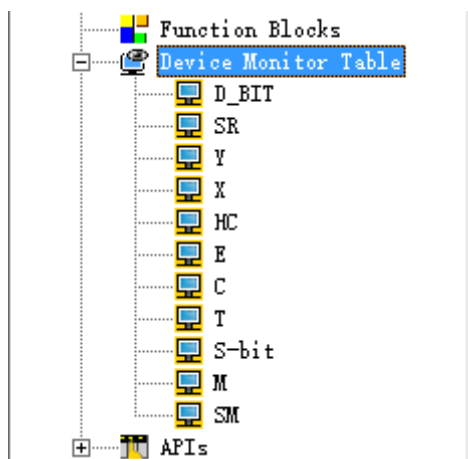 Function Blocks
Device Monitor Table
D_BIT
SR
Y
X
HC
E
C
T
S-bit
M
SM
APIs